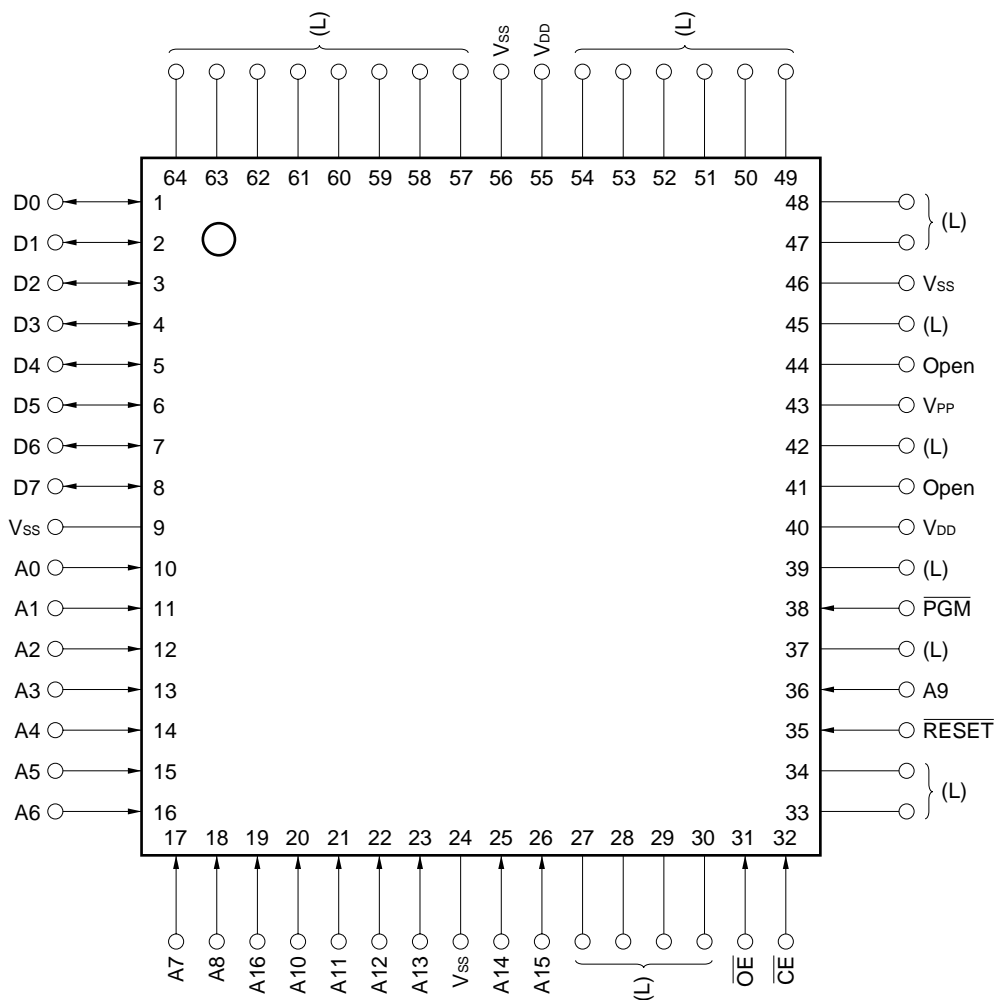 (L) VSS VDD (L)
64 63 62 61 60 59 58 57 56 55 54 53 52 51 50 49
D0 1 48 (L)
D1 2 47
D2 3 46 VSS
D3 4 45 (L)
D4 5 44 Open
D5 6 43 VPP
D6 7 42 (L)
D7 8 41 Open
VSS 9 40 VDD
A0 10 39 (L)
A1 11 38 PGM
A2 12 37 (L)
A3 13 36 A9
A4 14 35 RESET
A5 15 34 (L)
A6 16 33
17 18 19 20 21 22 23 24 25 26 27 28 29 30 31 32
A7 A8 A16 A10 A11 A12 A13 VSS A14 A15 (L) OE CE